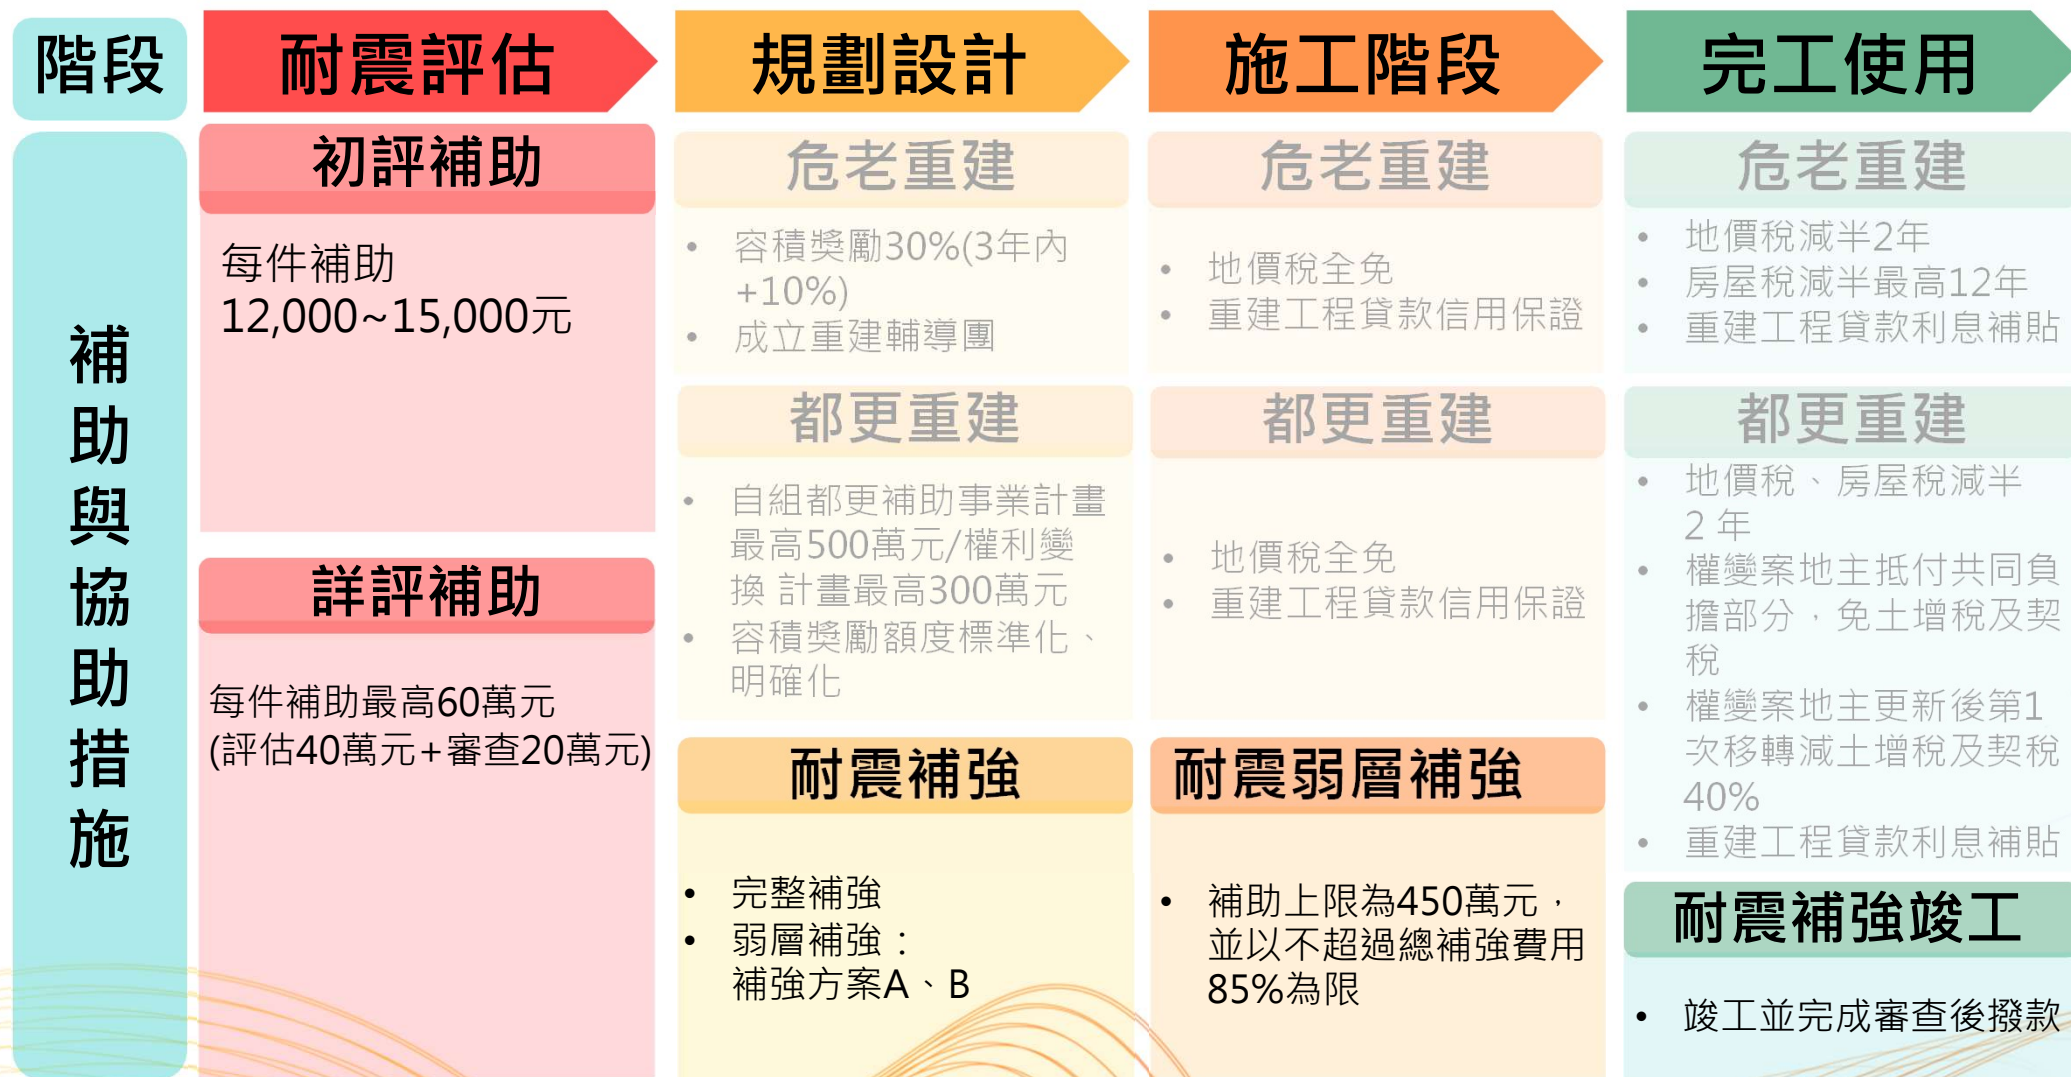 階段
耐震評估
規劃設計
施工階段
完工使用
補助與協助措施
初評補助
每件補助
12,000~15,000元
詳評補助
每件補助最高60萬元
(評估40萬元+審查20萬元)
危老重建
• 容積獎勵30%(3年內
+10%)
• 成立重建輔導團
都更重建
• 自組都更補助事業計畫
最高500萬元/權利變
換 計畫最高300萬元
• 容積獎勵額度標準化、
明確化
耐震補強
• 完整補強
• 弱層補強：
補強方案A、B
危老重建
• 地價稅全免
• 重建工程貸款信用保證
都更重建
• 地價稅全免
• 重建工程貸款信用保證
耐震弱層補強
• 補助上限為450萬元，
並以不超過總補強費用
85%為限
危老重建
• 地價稅減半2年
• 房屋稅減半最高12年
• 重建工程貸款利息補貼
都更重建
• 地價稅、房屋稅減半
2 年
• 權變案地主抵付共同負
擔部分，免土增稅及契
稅
• 權變案地主更新後第1
次移轉減土增稅及契稅
40%
• 重建工程貸款利息補貼
耐震補強竣工
• 竣工並完成審查後撥款